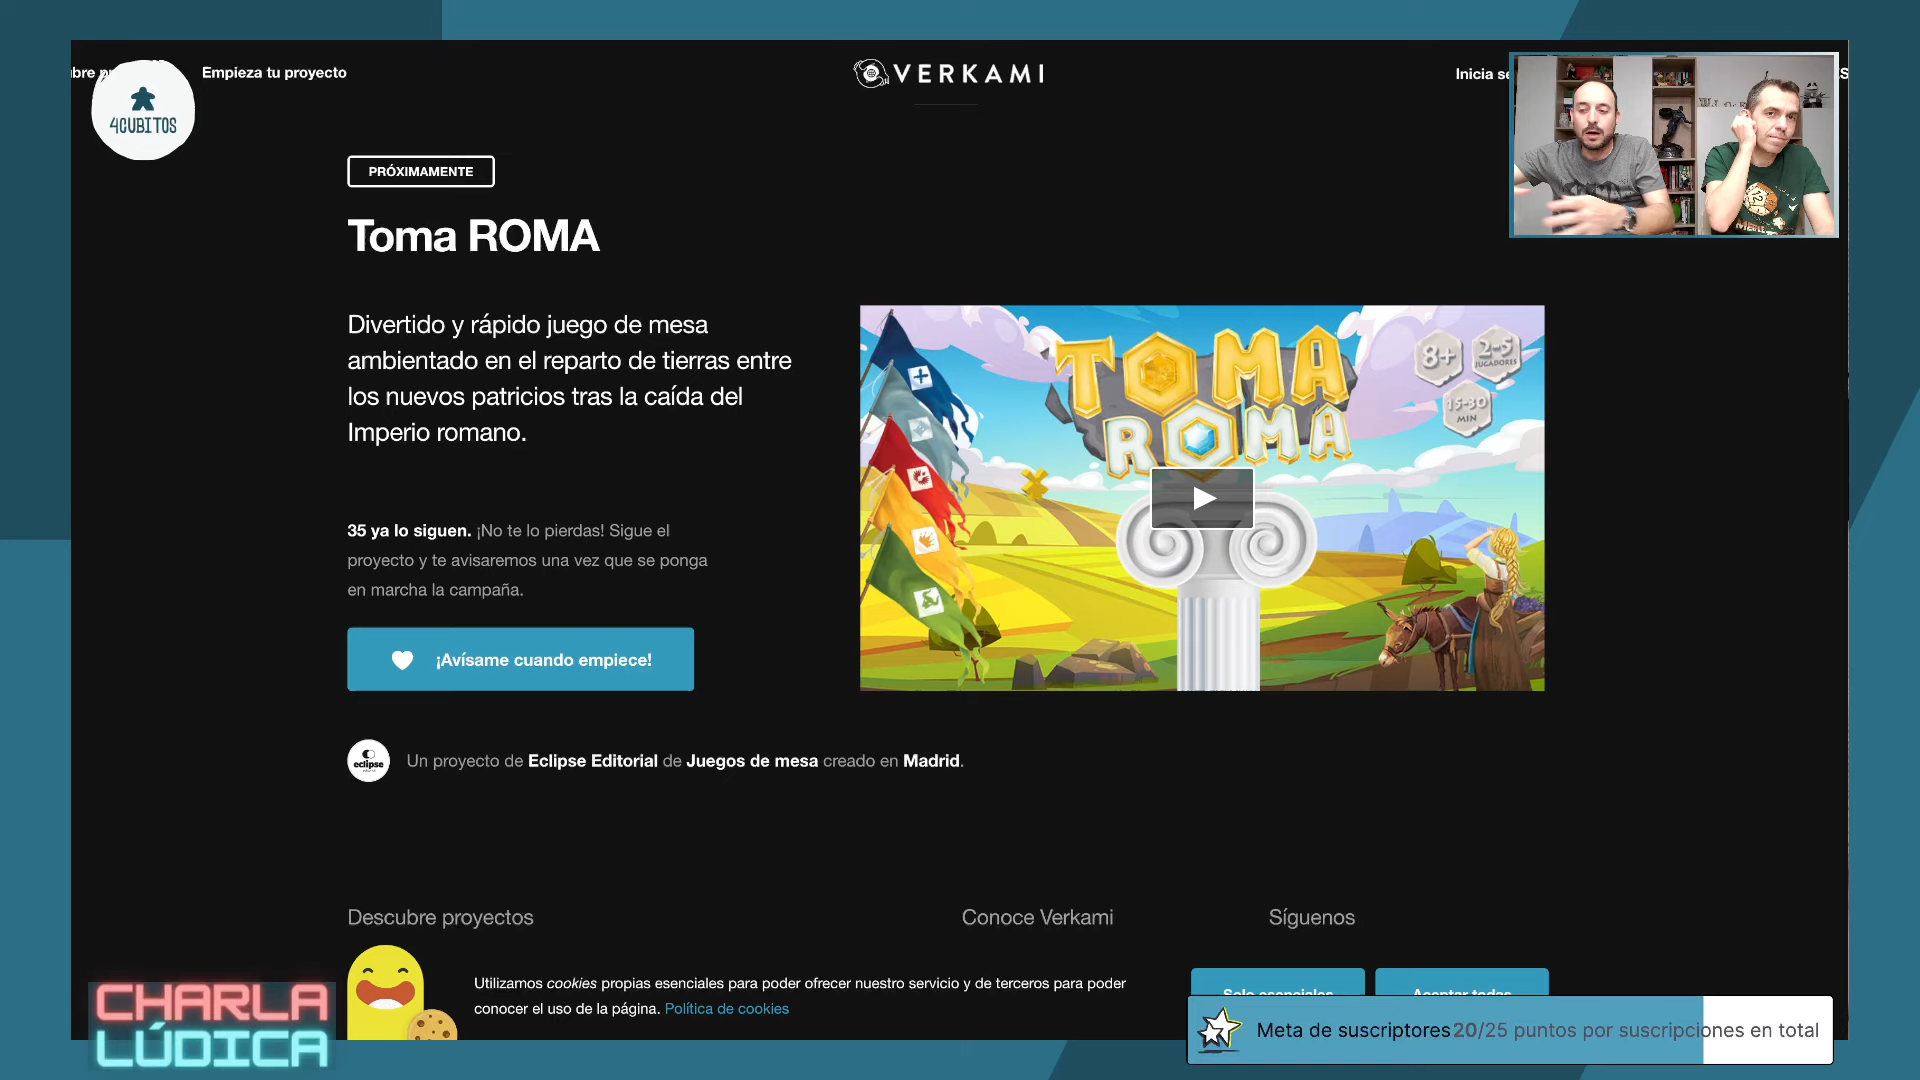 Empieza tu proyecto
VERKAMI
Inicia
4CUBITOS
PRÓXIMAMENTE
Toma ROMA
Divertido y rápido juego de mesa
ambientado en el reparto de tierras entre
los nuevos patricios tras la caída del
Imperio romano.
TOMA
ROMA
8+
2-5
JUGADORES
15-30
MIN
35 ya lo siguen. ¡No te lo pierdas! Sigue el
proyecto y te avisaremos una vez que se ponga
en marcha la campaña.
¡Avísame cuando empiece!
eclipse
Un proyecto de Eclipse Editorial de Juegos de mesa creado en Madrid.
Descubre proyectos
Conoce Verkami
Síguenos
Utilizamos cookies propias esenciales para poder ofrecer nuestro servicio y de terceros para poder
conocer el uso de la página. Política de cookies
Solo esenciales
Aceptar todas
CHARLA
LÚDICA
Meta de suscriptores 20/25 puntos por suscripciones en total